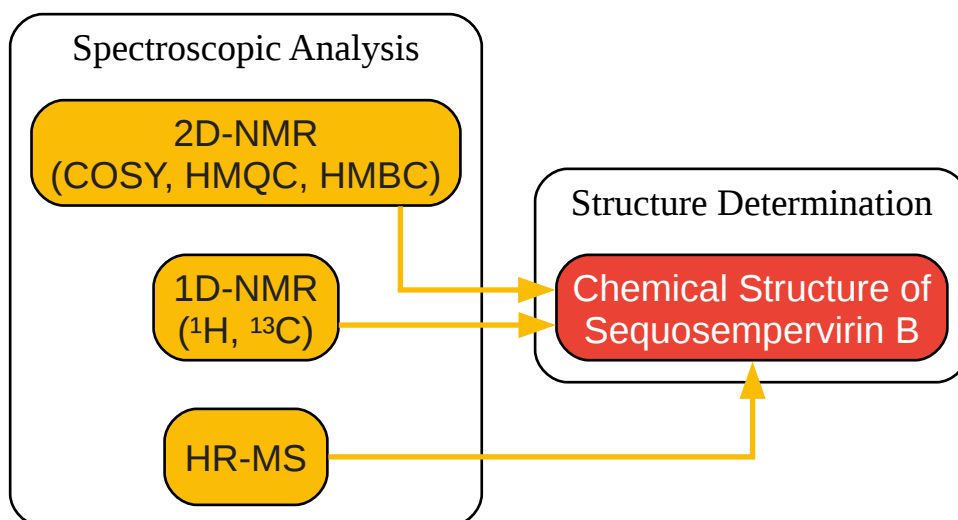 Spectroscopic Analysis
2D-NMR
(COSY, HMQC, HMBC)
1D-NMR
(¹H, ¹³C)
HR-MS
Structure Determination
Chemical Structure of
Sequosempervirin B